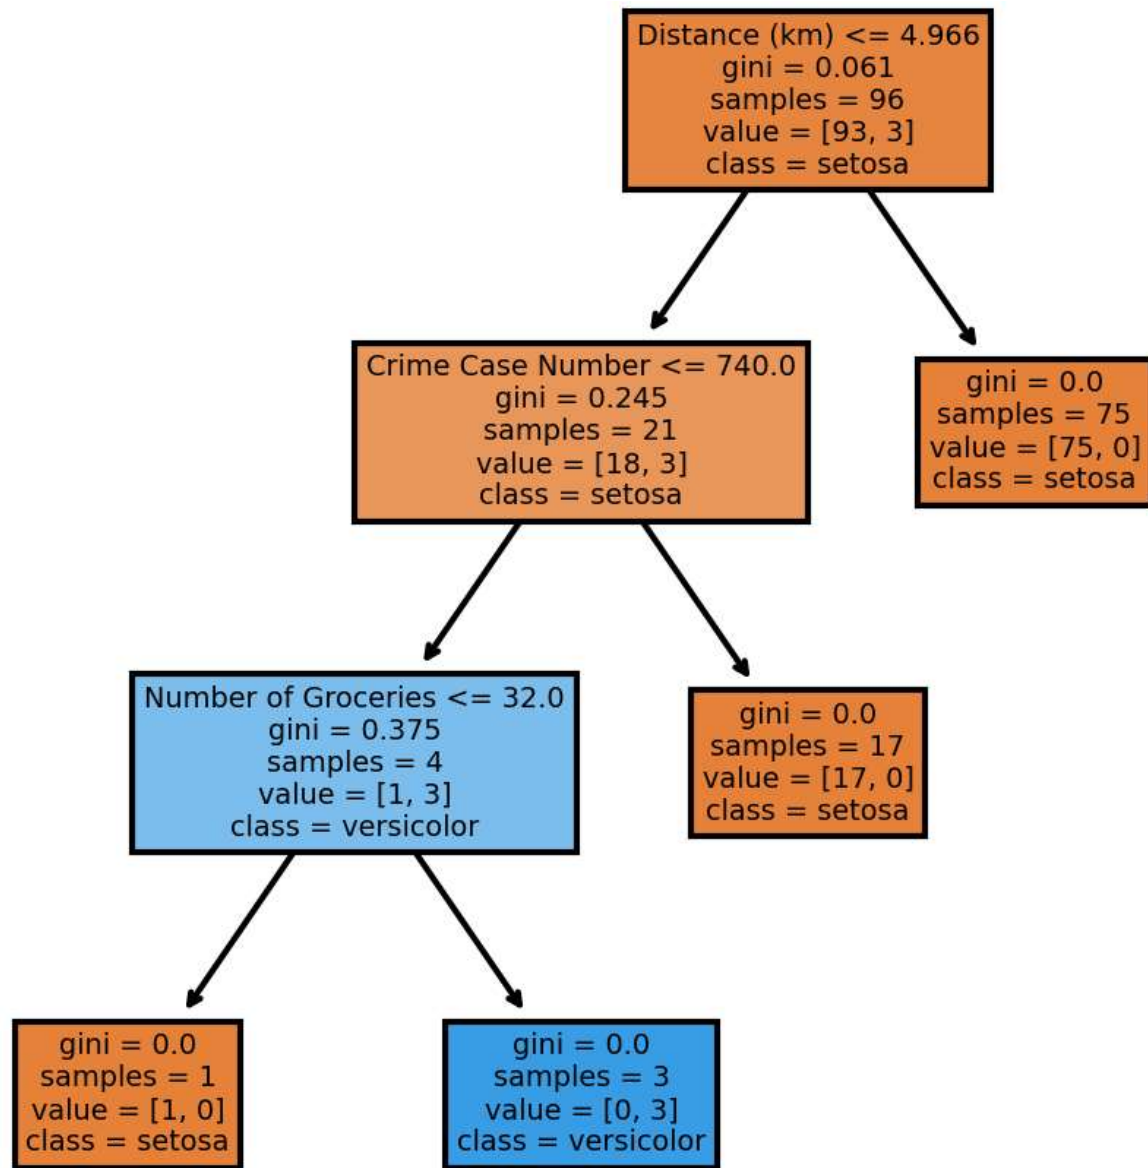 Distance (km) <= 4.966
gini = 0.061
samples = 96
value = [93, 3]
class = setosa
Crime Case Number <= 740.0
gini = 0.245
samples = 21
value = [18, 3]
class = setosa
gini = 0.0
samples = 75
value = [75, 0]
class = setosa
Number of Groceries <= 32.0
gini = 0.375
samples = 4
value = [1, 3]
class = versicolor
gini = 0.0
samples = 17
value = [17, 0]
class = setosa
gini = 0.0
samples = 1
value = [1, 0]
class = setosa
gini = 0.0
samples = 3
value = [0, 3]
class = versicolor